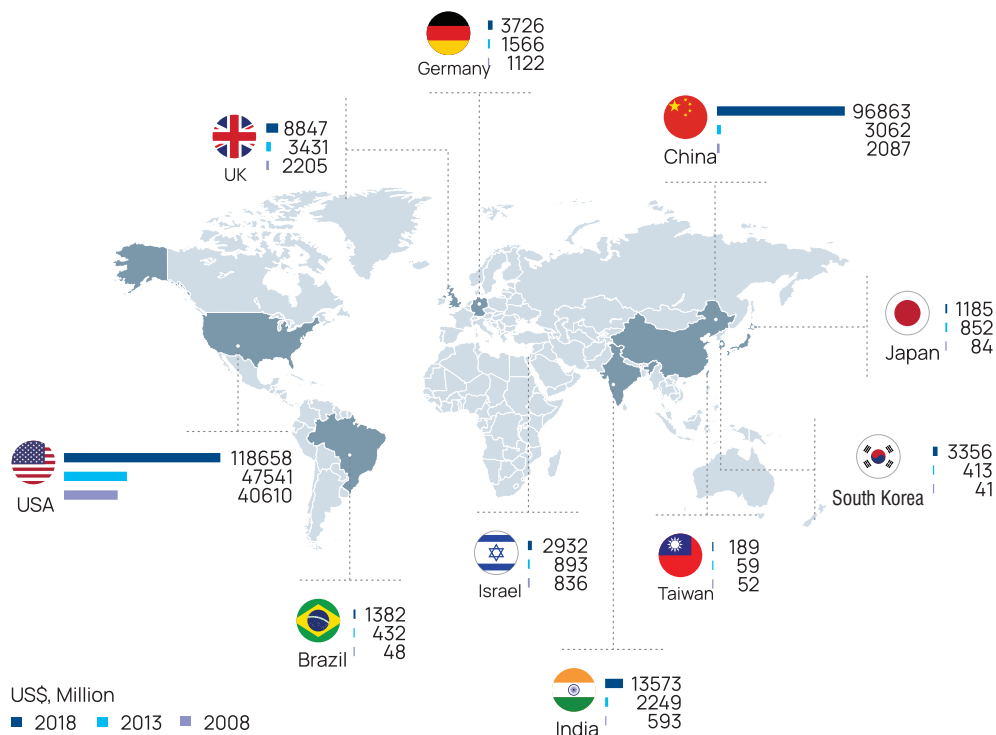 3726
1566
1122
Germany
96863
3062
2087
China
8847
3431
2205
UK
1185
852
84
Japan
118658
47541
40610
USA
3356
413
41
South Korea
2932
893
836
Israel
189
59
52
Taiwan
1382
432
48
Brazil
13573
2249
593
India
US$, Million
2018 2013 2008